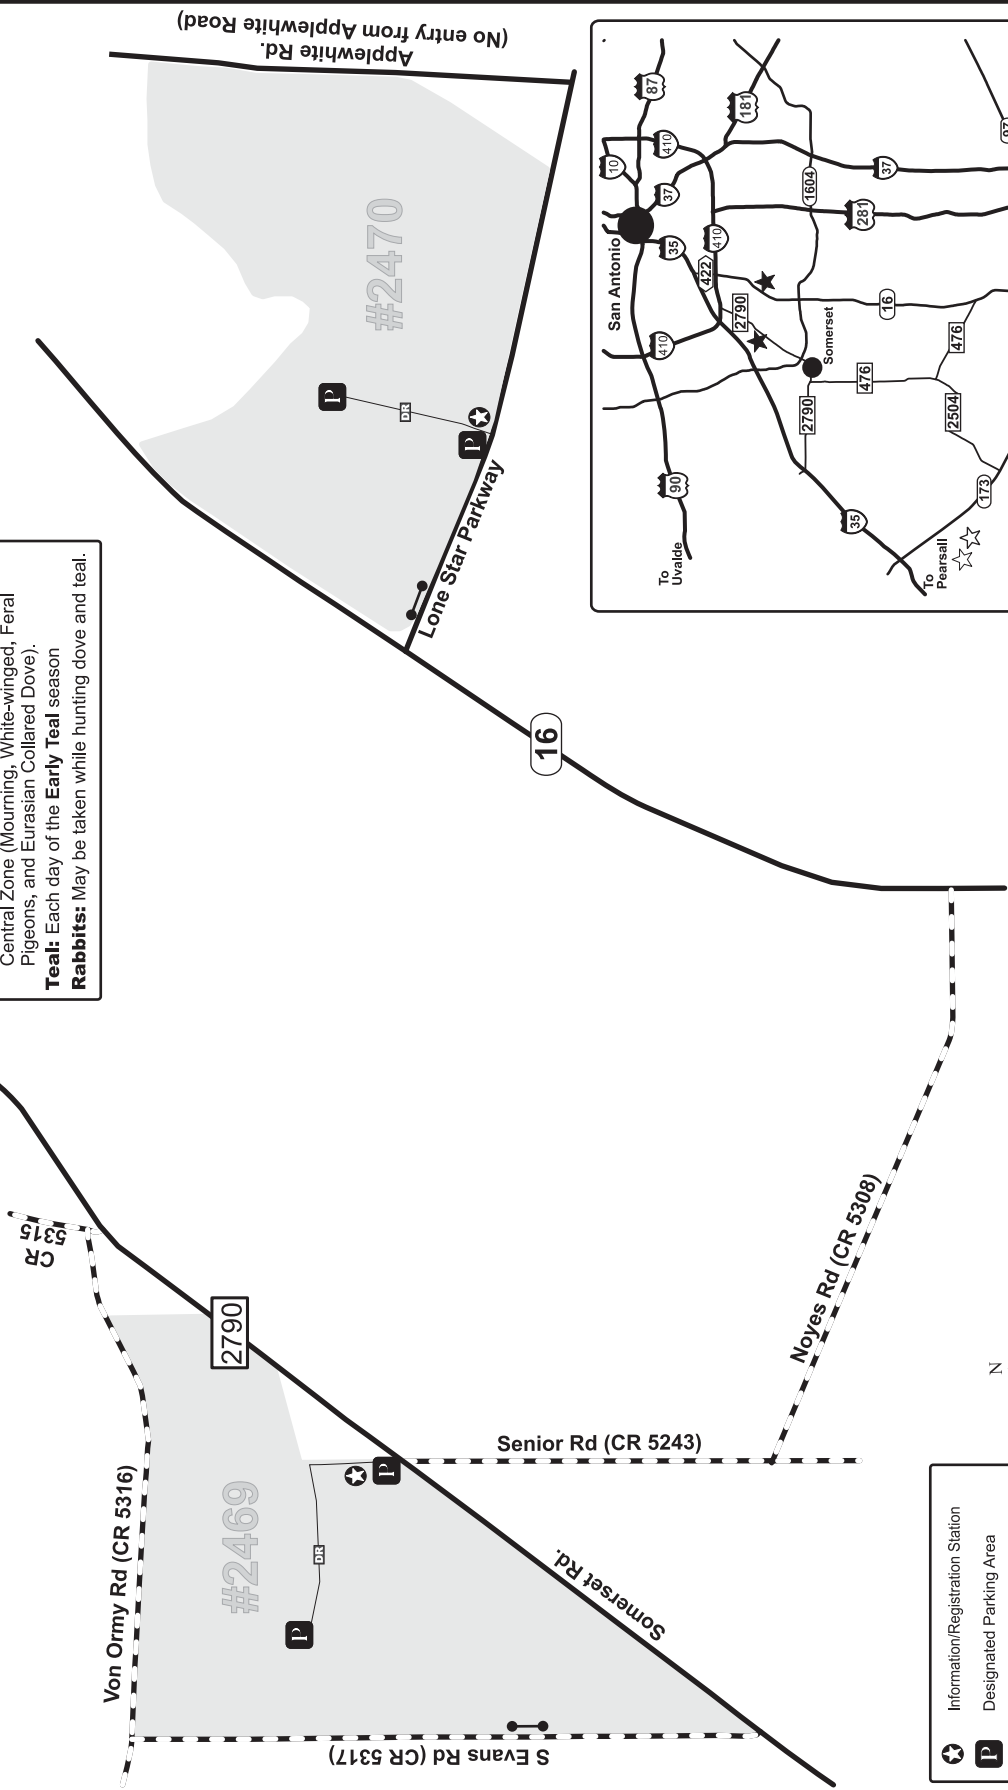 Central Zone (Mourning, White-winged, Feral
Pigeons, and Eurasian Collared Dove).
Teal: Each day of the Early Teal season
Rabbits: May be taken while hunting dove and teal.
CR
5315
Von Ormy Rd (CR 5316)
2790
#2469
P
DR
P
S Evans Rd (CR 5317)
Somerset Rd.
Senior Rd (CR 5243)
Noyes Rd (CR 5308)
16
Lone Star Parkway
#2470
P
DR
P
Applewhite Rd.
(No entry from Applewhite Road)
San Antonio
10
87
410
181
37
410
35
422
2790
410
1604
37
281
16
Somerset
476
476
2790
2504
90
To
Uvalde
35
173
To
Pearsall
97
N
Information/Registration Station
P
Designated Parking Area